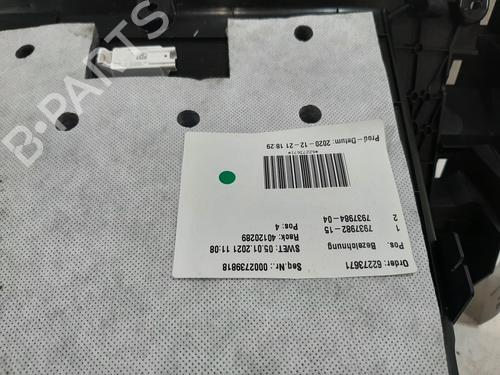 Order: 62273671
Seq.Nr.: 0002739818
Pos. Bezeichnung
SWET: 05.01.2021 11:08
1 7937982-15
Rack: 40120289
2 7937984-04
Pos: 4
*62273671*
Prod-Datum: 2020-12-21 18:29
B-PARTS